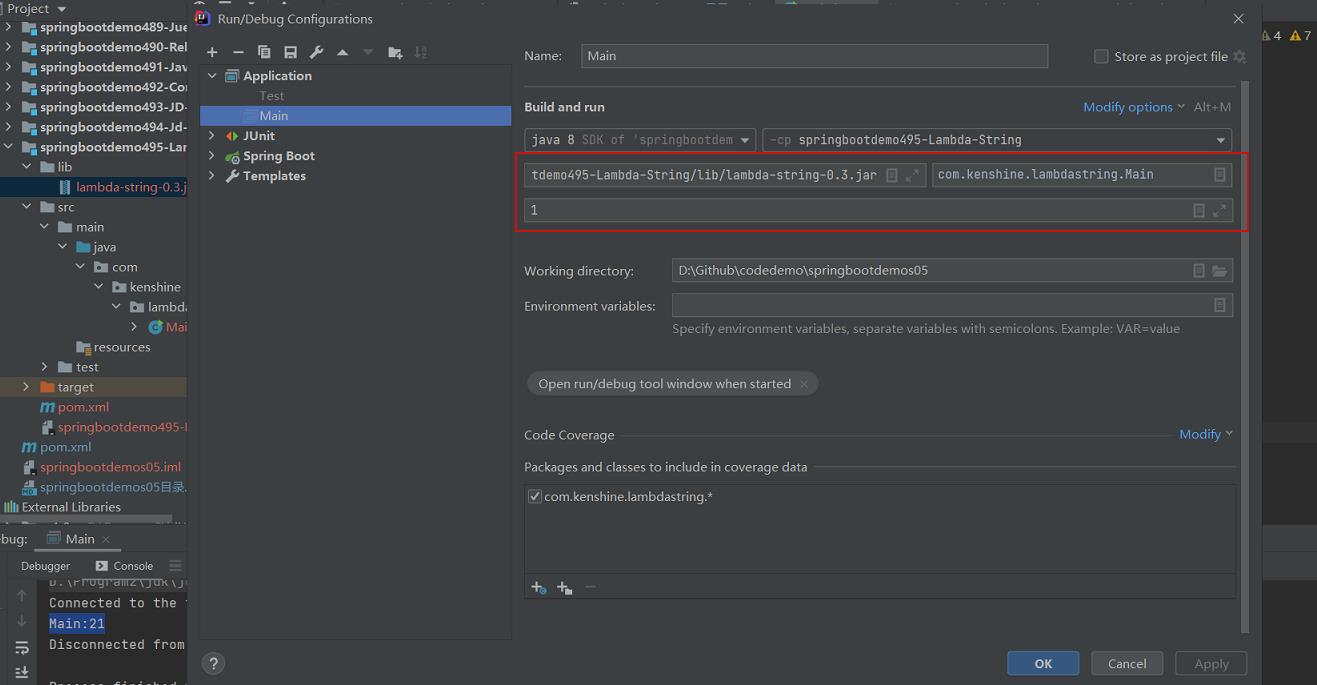 Project
springbootdemo489-Jue
springbootdemo490-Rel
springbootdemo491-Jav
springbootdemo492-Cor
springbootdemo493-JD-
springbootdemo494-Jd-
springbootdemo495-Lar
lib
lambda-string-0.3.j
src
main
java
com
kenshine
lambda
Mai
resources
test
target
pom.xml
springbootdemo495-
pom.xml
springbootdemos05.iml
springbootdemos05目录.
External Libraries
ebug:
Main
Debugger
Console
Connected to the
Main:21
Disconnected from
Run/Debug Configurations
Application
Test
Main
JUnit
Spring Boot
Templates
Name:
Main
Store as project file
Build and run
Modify options
Alt+M
java 8 SDK of 'springbootdem
-cp springbootdemo495-Lambda-String
tdemo495-Lambda-String/lib/lambda-string-0.3.jar
com.kenshine.lambdastring.Main
1
Working directory:
D:\Github\codedemo\springbootdemos05
Environment variables:
Specify environment variables, separate variables with semicolons. Example: VAR=value
Open run/debug tool window when started
Code Coverage
Modify
Packages and classes to include in coverage data
com.kenshine.lambdastring.*
?
OK
Cancel
Apply
4
7